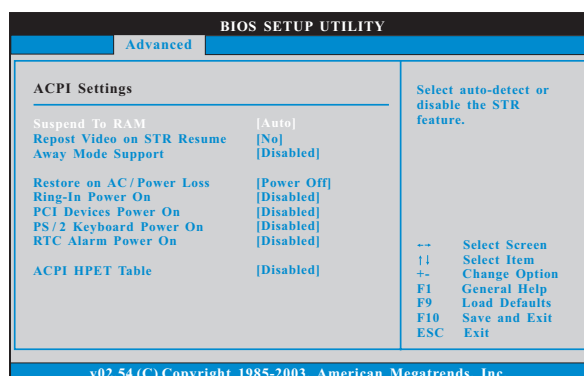 BIOS SETUP UTILITY
Advanced
ACPI Settings
Suspend To RAM [Auto]
Repost Video on STR Resume [No]
Away Mode Support [Disabled]
Restore on AC/Power Loss [Power Off]
Ring-In Power On [Disabled]
PCI Devices Power On [Disabled]
PS/2 Keyboard Power On [Disabled]
RTC Alarm Power On [Disabled]
ACPI HPET Table [Disabled]
Select auto-detect or
disable the STR
feature.
←→ Select Screen
↑↓ Select Item
+- Change Option
F1 General Help
F9 Load Defaults
F10 Save and Exit
ESC Exit
v02.54 (C) Copyright 1985-2003, American Megatrends, Inc.